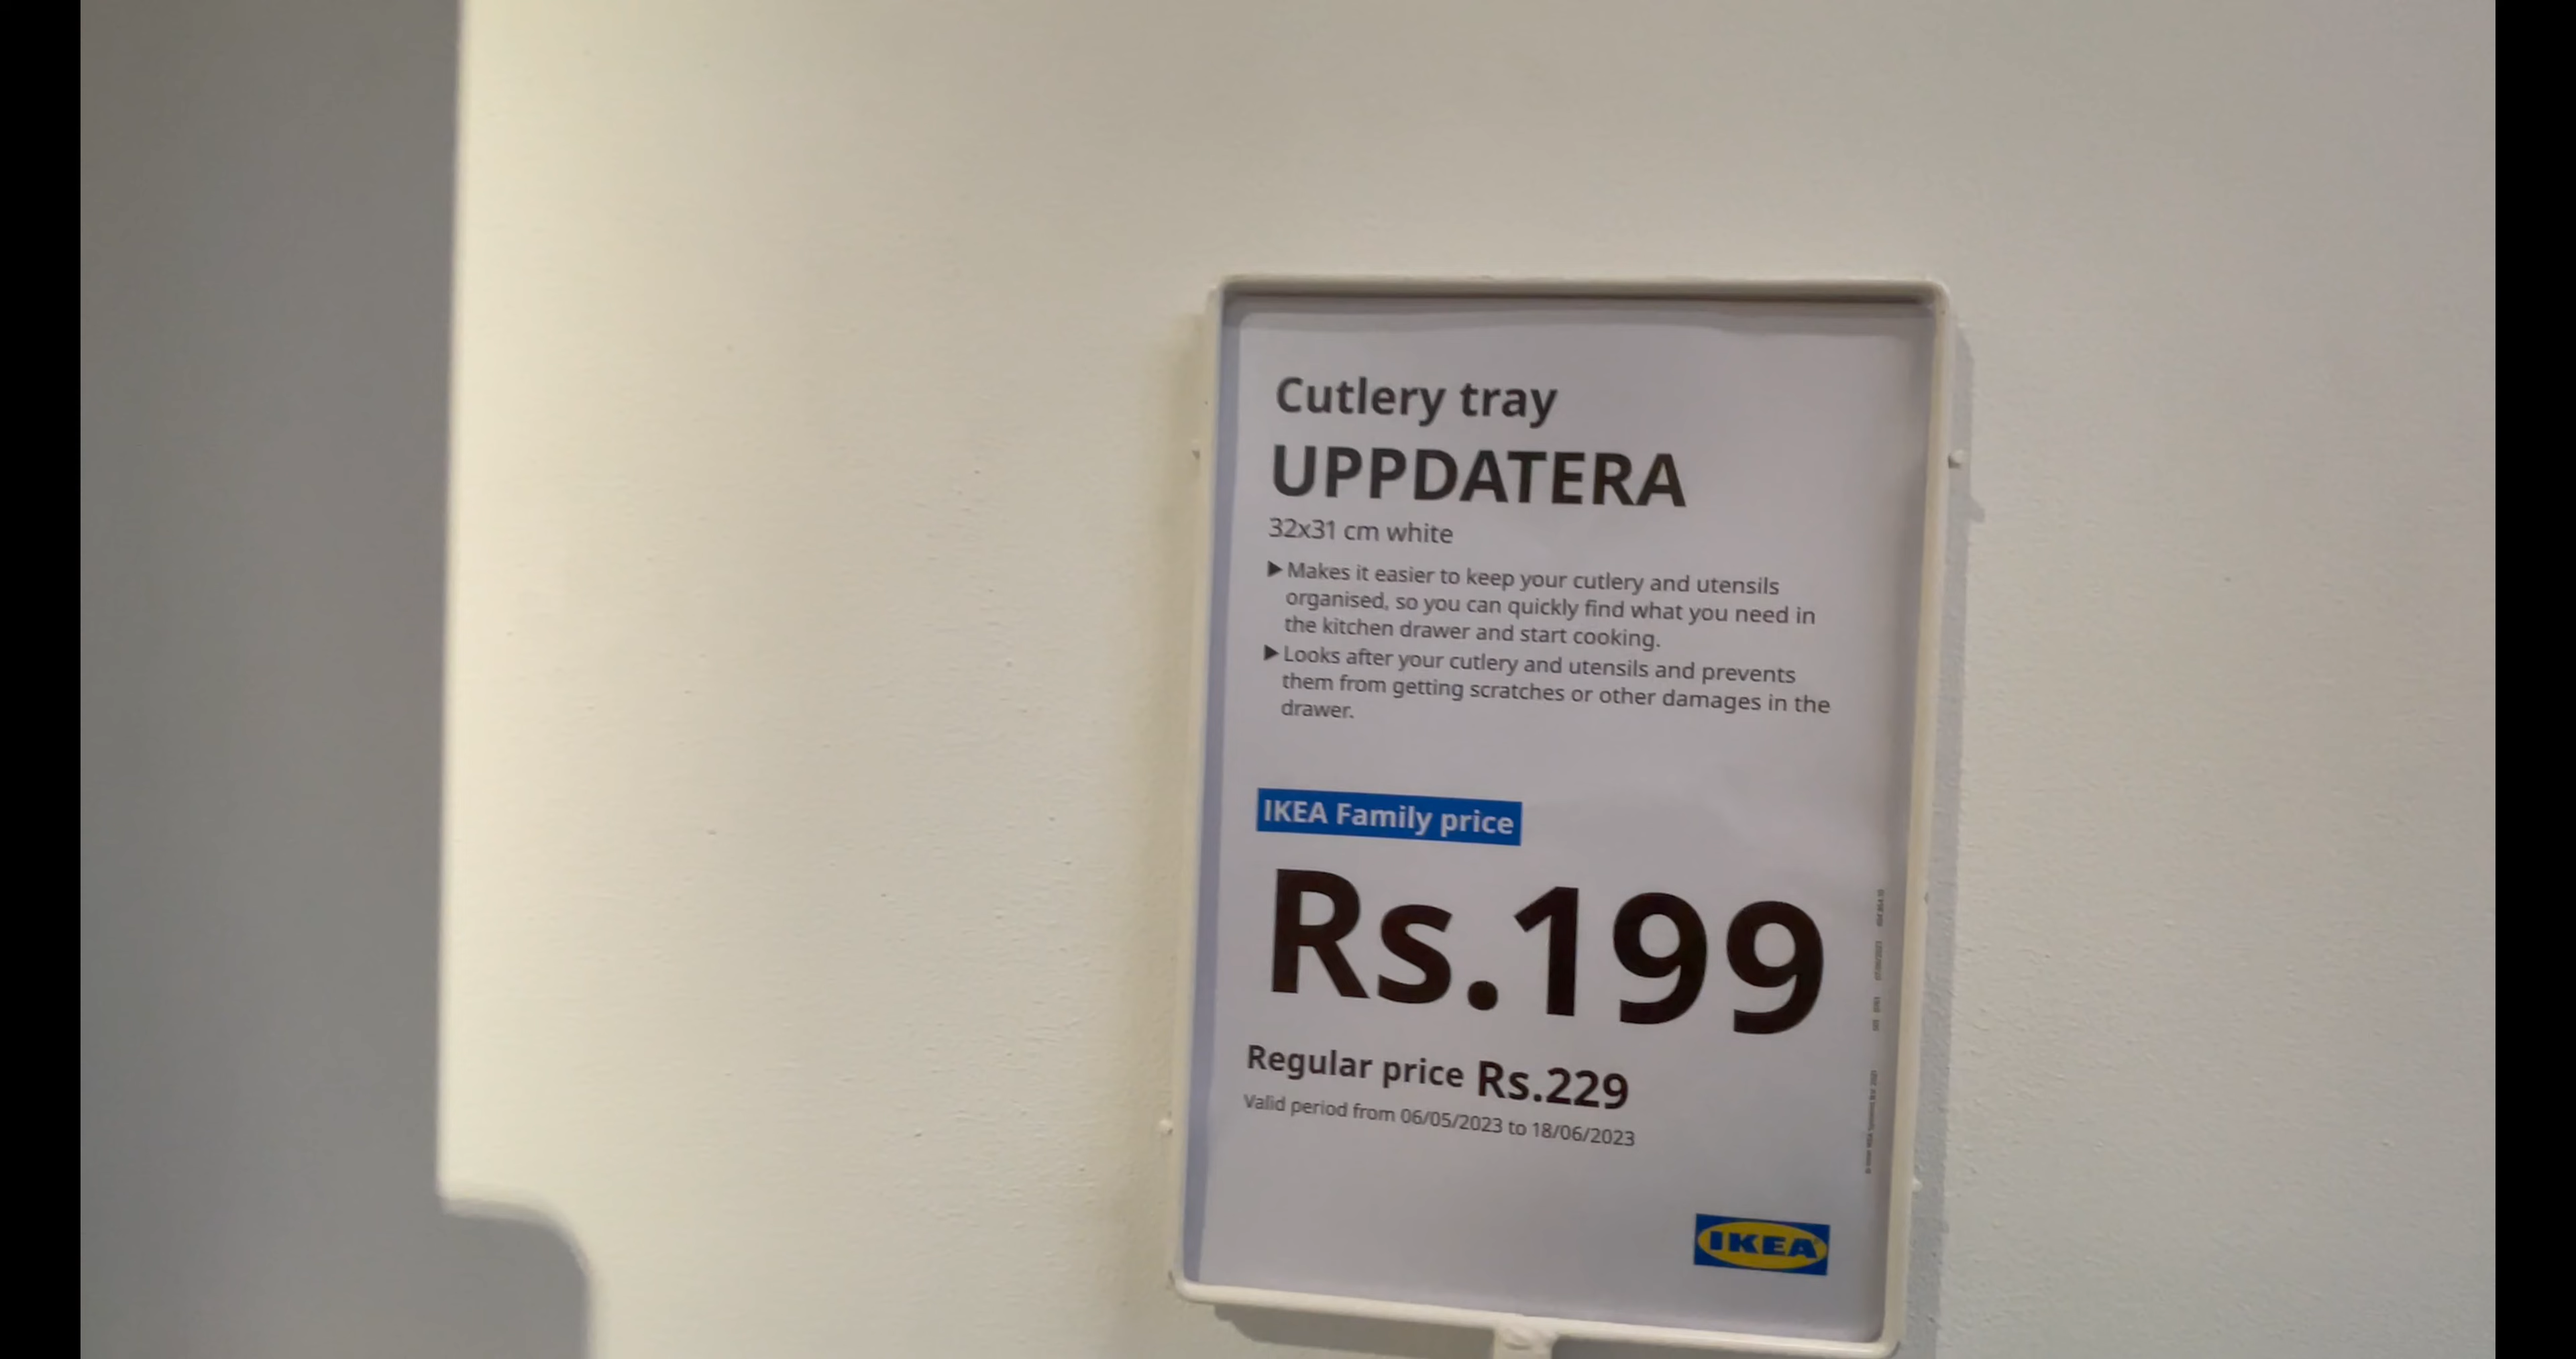 Cutlery tray
UPPDATERA
32x31 cm white
▶ Makes it easier to keep your cutlery and utensils
organised, so you can quickly find what you need in
the kitchen drawer and start cooking.
▶ Looks after your cutlery and utensils and prevents
them from getting scratches or other damages in the
drawer.
IKEA Family price
Rs.199
Regular price Rs.229
Valid period from 06/05/2023 to 18/06/2023
IKEA